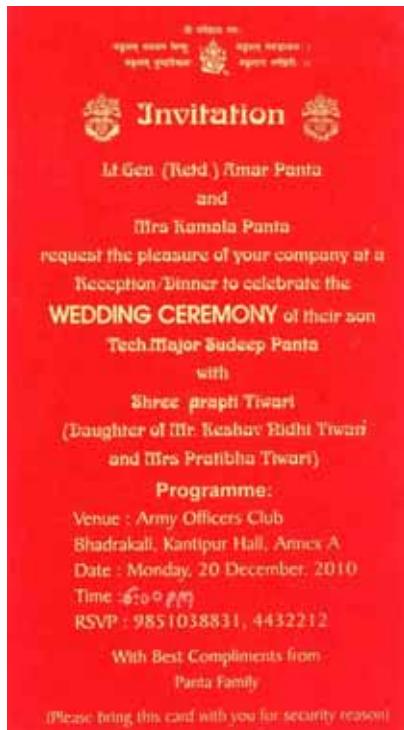 Invitation
Lt.Gen. (Retd.) Amar Panta
and
Mrs Kamala Panta
request the pleasure of your company at a
Reception/Dinner to celebrate the
WEDDING CEREMONY of their son
Tech.Major Sudeep Panta
with
Shree prapti Tiwari
(Daughter of Mr. Keshav Nidhi Tiwari
and Mrs Pratibha Tiwari)
Programme:
Venue : Army Officers Club
Bhadrakali, Kantipur Hall, Annex A
Date : Monday, 20 December, 2010
Time : 6:00 pm
RSVP : 9851038831, 4432212
With Best Compliments from
Panta Family
(Please bring this card with you for security reason)